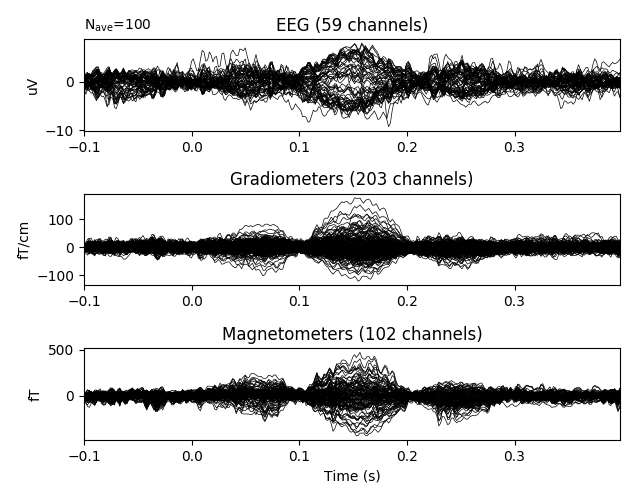 N_ave=100
EEG (59 channels)
uV
0
−10
−0.1 0.0 0.1 0.2 0.3
Gradiometers (203 channels)
fT/cm
100
0
−100
−0.1 0.0 0.1 0.2 0.3
Magnetometers (102 channels)
fT
500
0
−0.1 0.0 0.1 0.2 0.3
Time (s)